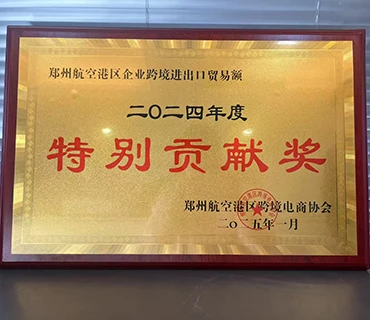 郑州航空港区企业跨境进出口贸易额
二〇二四年度
特别贡献奖
郑州航空港区跨境电商协会
二〇二五年一月